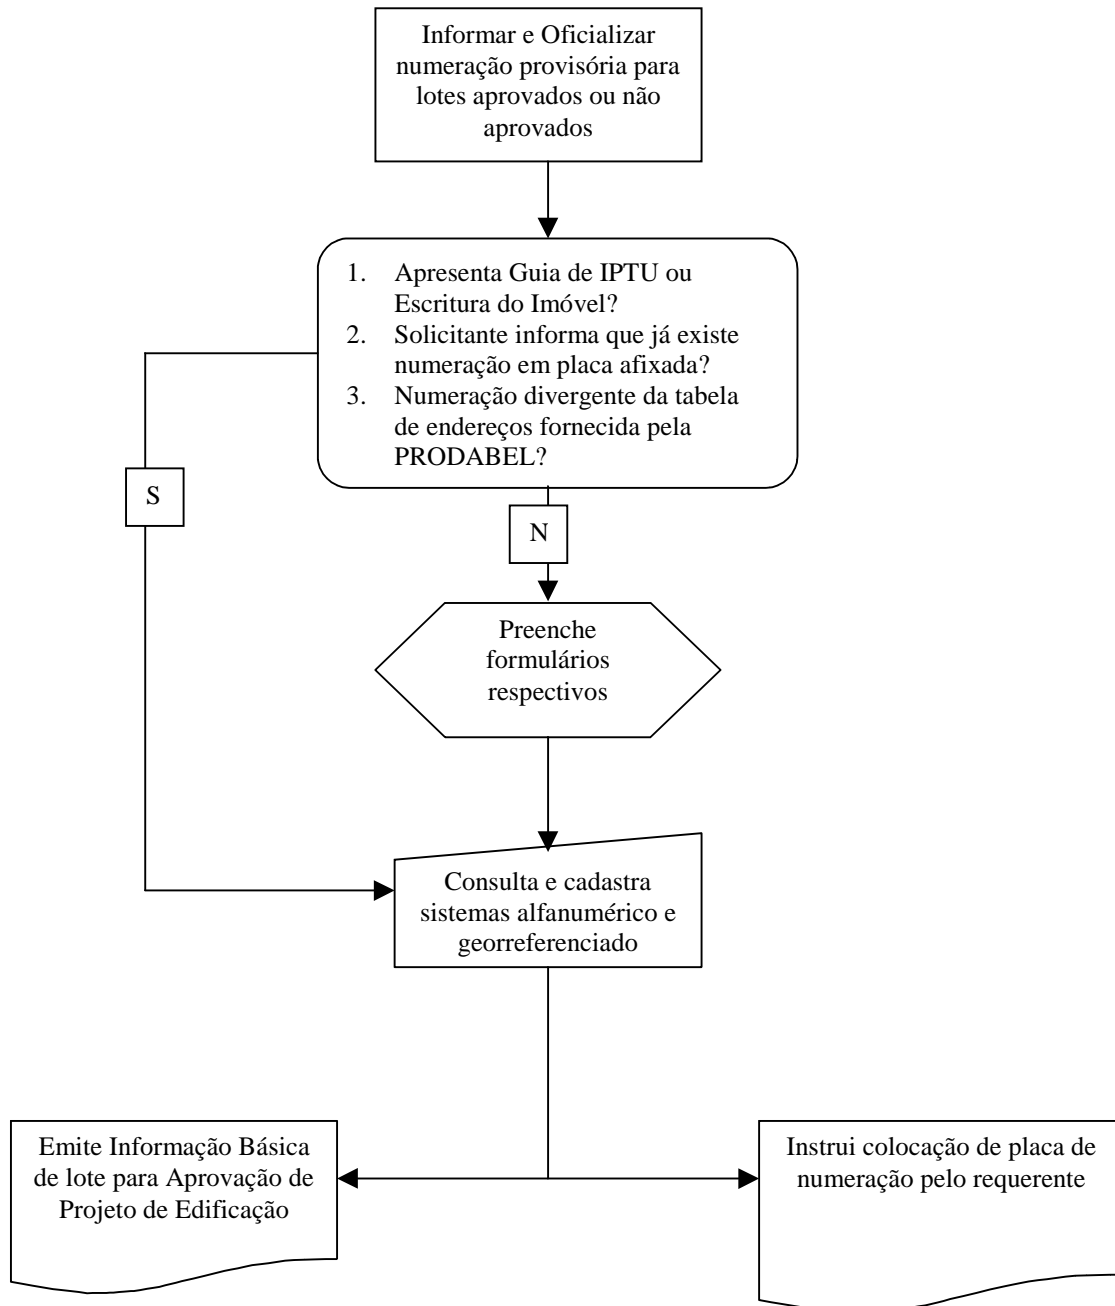 Informar e Oficializar
numeração provisória para
lotes aprovados ou não
aprovados
1. Apresenta Guia de IPTU ou
Escritura do Imóvel?
2. Solicitante informa que já existe
numeração em placa afixada?
3. Numeração divergente da tabela
de endereços fornecida pela
PRODABEL?
S
N
Preenche
formulários
respectivos
Consulta e cadastra
sistemas alfanumérico e
georreferenciado
Emite Informação Básica
de lote para Aprovação de
Projeto de Edificação
Instrui colocação de placa de
numeração pelo requerente